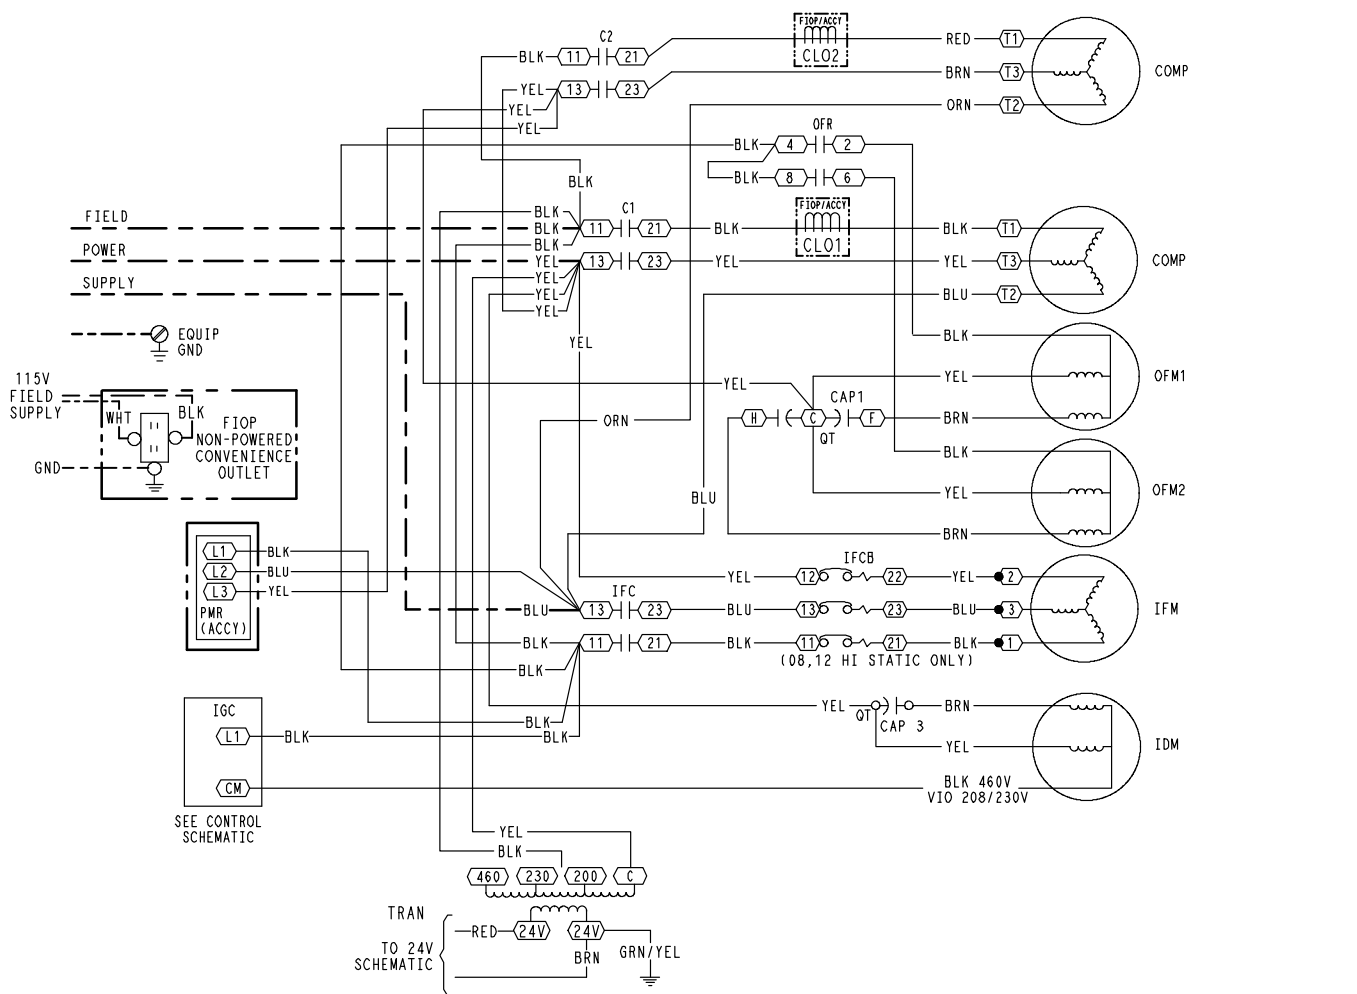 C2
FIOP/ACCY
CLO2
BLK 11 21
RED T1
YEL 13 23
BRN T3
COMP
YEL
ORN T2
YEL
OFR
BLK 4 2
BLK 8 6
BLK
FIELD
BLK
C1
FIOP/ACCY
CLO1
BLK 11 21 BLK
BLK T1
BLK
POWER
YEL 13 23 YEL
YEL T3
COMP
YEL
SUPPLY
YEL
BLU T2
YEL
EQUIP
GND
YEL
BLK
115V
FIELD
SUPPLY
WHT
BLK
FIOP
NON-POWERED
CONVENIENCE
OUTLET
GND
YEL
YEL
OFM1
CAP1
ORN
H C F
QT
BRN
BLK
BLU
YEL
OFM2
BRN
L1 BLK
L2 BLU
L3 YEL
PMR
(ACCY)
IFCB
YEL 12 22 YEL 2
IFC
BLU 13 23 BLU 13 23 BLU 3
IFM
BLK 11 21 BLK 11 21 BLK 1
(08,12 HI STATIC ONLY)
BLK
IGC
YEL
QT
CAP 3
BRN
BLK
L1 BLK
BLK
YEL
IDM
CM
BLK 460V
VIO 208/230V
SEE CONTROL
SCHEMATIC
YEL
BLK
460 230 200 C
TRAN
RED 24V 24V
TO 24V
SCHEMATIC
BRN
GRN/YEL